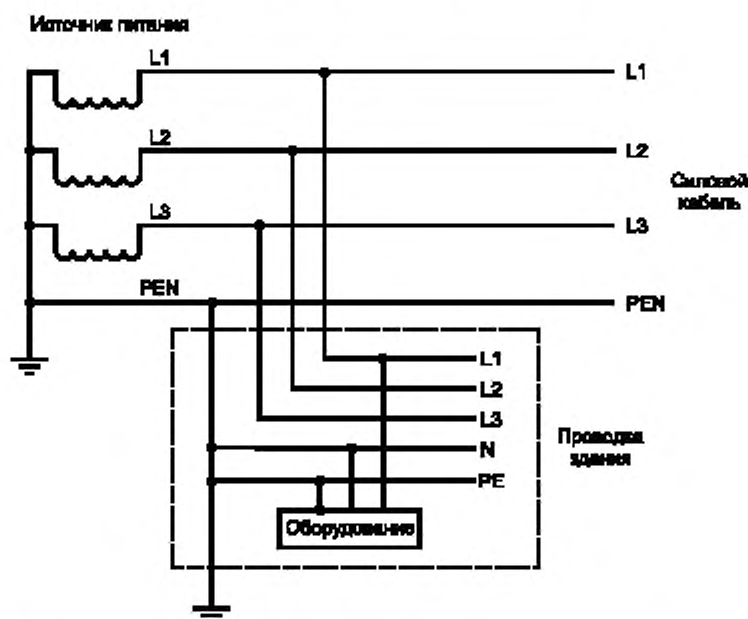 Источник питания
L1
L1
L2
L2
Силовой
кабель
L3
L3
PEN
PEN
L1
L2
L3
N
Проводка
здания
PE
Оборудование